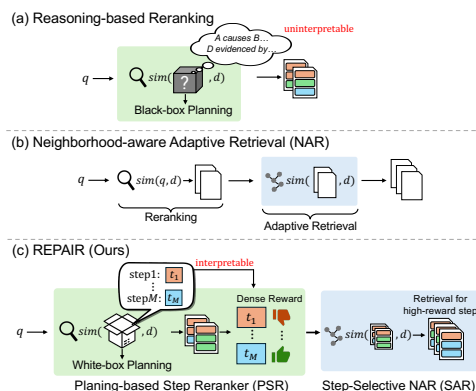 (a) Reasoning-based Reranking
A causes B...
D evidenced by...
uninterpretable
q → sim( ? , d) →
Black-box Planning
(b) Neighborhood-aware Adaptive Retrieval (NAR)
q → sim(q, d) → → sim( , d) →
Reranking
Adaptive Retrieval
(c) REPAIR (Ours)
step1: t₁
⋮
stepM: t_M
interpretable
Dense Reward
t₁
⋮
t_M
Retrieval for
high-reward step
q → sim( , d) → → → sim( , d) →
White-box Planning
Planing-based Step Reranker (PSR)
Step-Selective NAR (SAR)